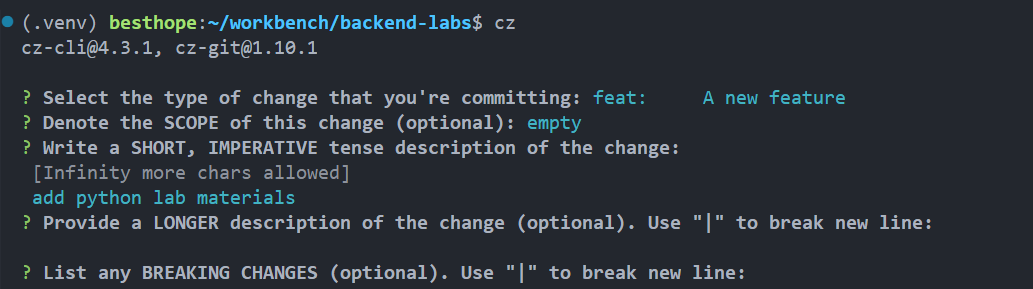 (.venv) besthope:~/workbench/backend-labs$ cz
cz-cli@4.3.1, cz-git@1.10.1
? Select the type of change that you're committing: feat:     A new feature
? Denote the SCOPE of this change (optional): empty
? Write a SHORT, IMPERATIVE tense description of the change:
[Infinity more chars allowed]
add python lab materials
? Provide a LONGER description of the change (optional). Use "|" to break new line:
? List any BREAKING CHANGES (optional). Use "|" to break new line: